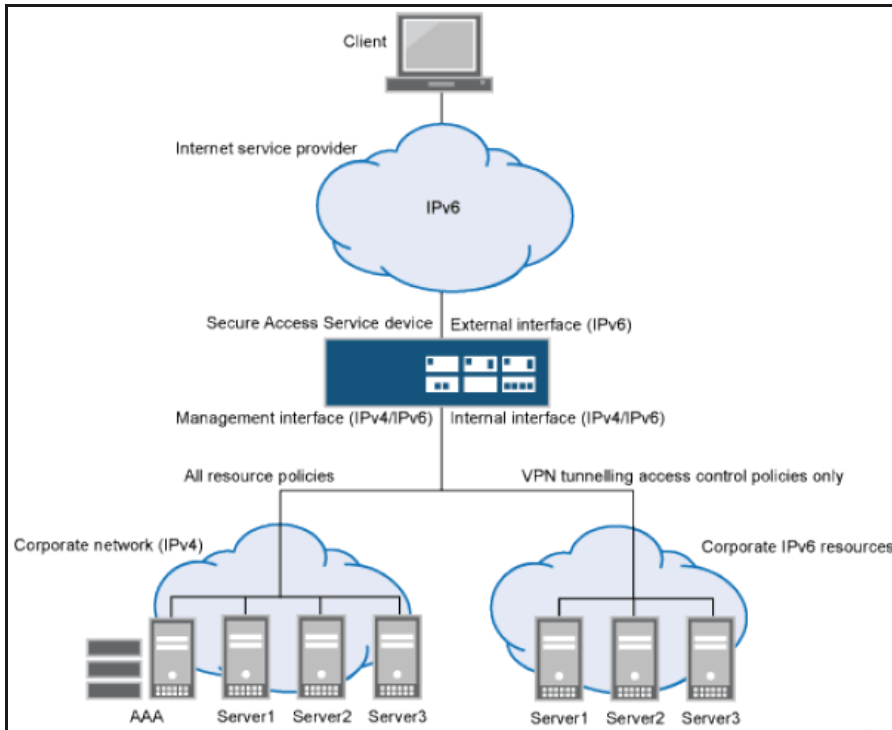 Client
Internet service provider
IPv6
Secure Access Service device
External interface (IPv6)
Management interface (IPv4/IPv6)
Internal interface (IPv4/IPv6)
All resource policies
VPN tunnelling access control policies only
Corporate network (IPv4)
Corporate IPv6 resources
AAA
Server1
Server2
Server3
Server1
Server2
Server3